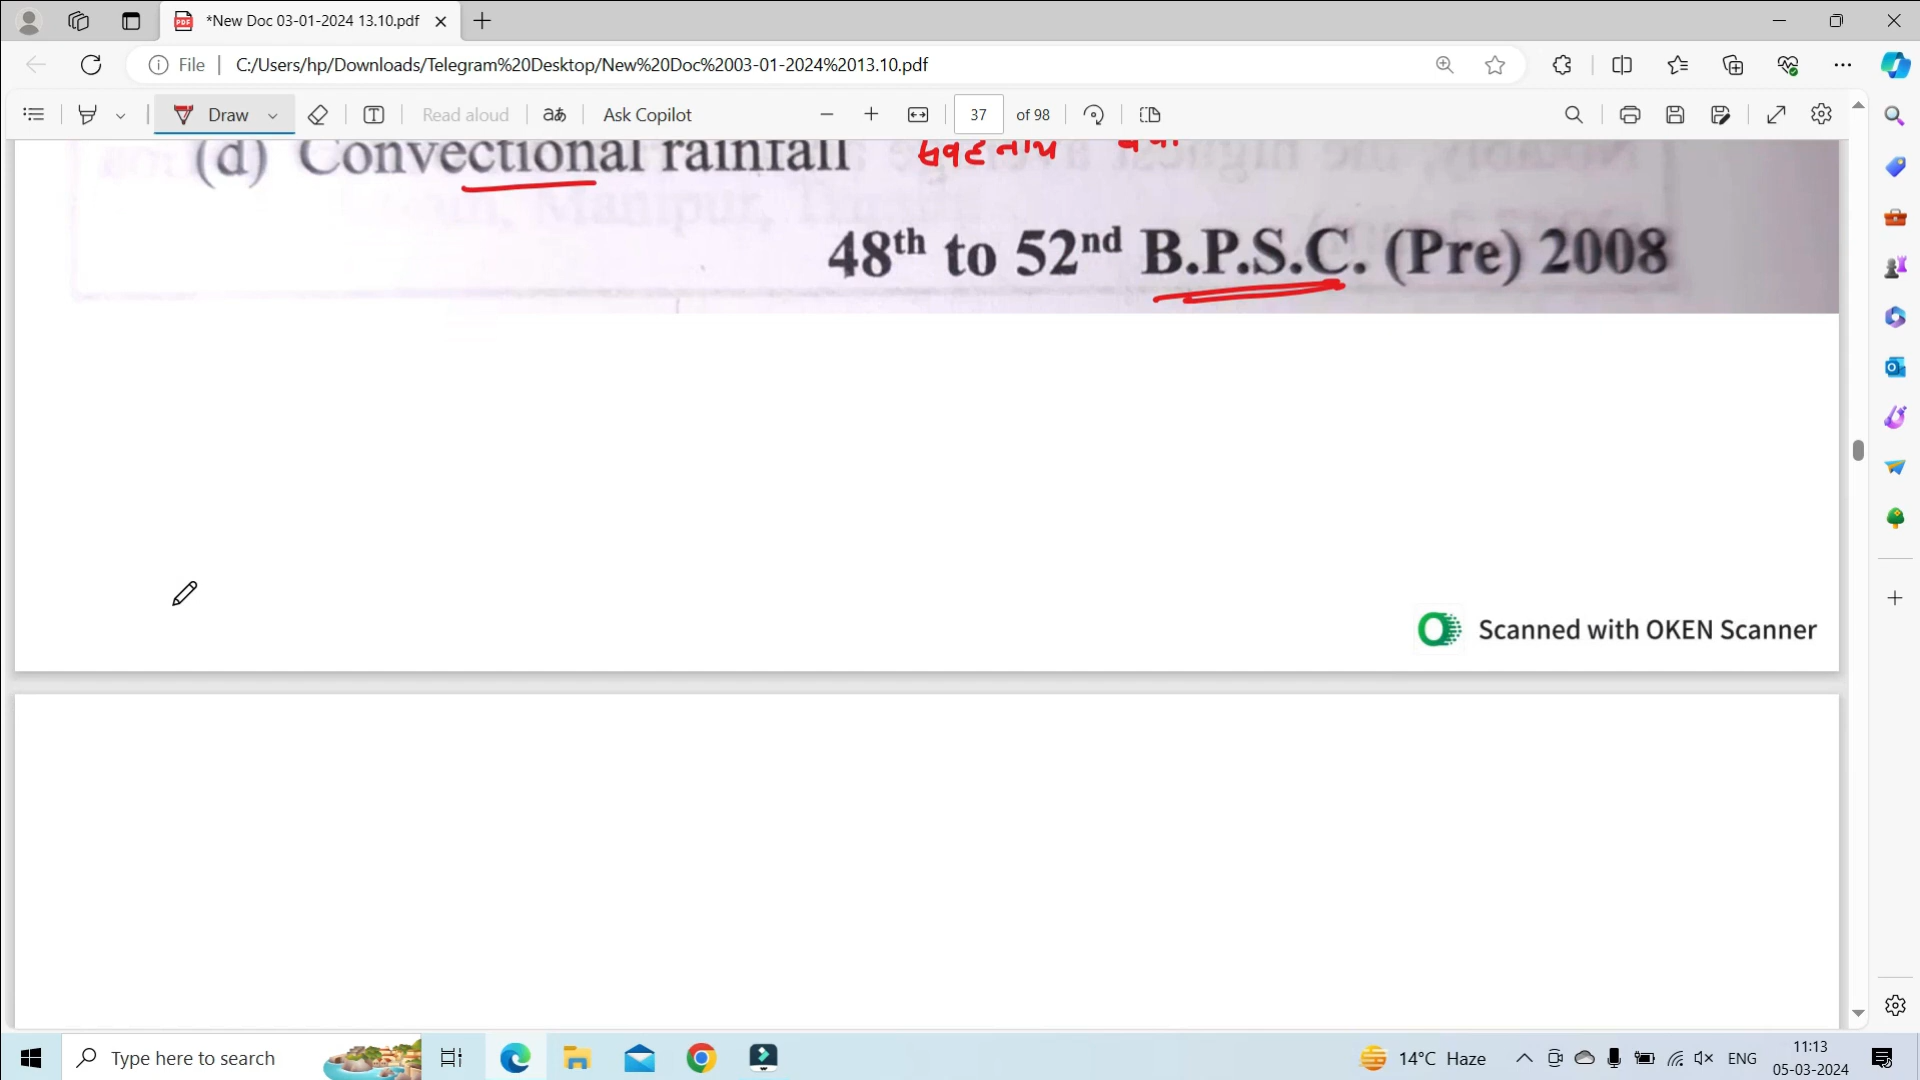 *New Doc 03-01-2024 13.10.pdf
File
C:/Users/hp/Downloads/Telegram%20Desktop/New%20Doc%2003-01-2024%2013.10.pdf
Draw
Read aloud
aあ
Ask Copilot
37 of 98
(d) Convectional rainfall
48th to 52nd B.P.S.C. (Pre) 2008
Scanned with OKEN Scanner
Type here to search
14°C Haze
ENG
11:13
05-03-2024